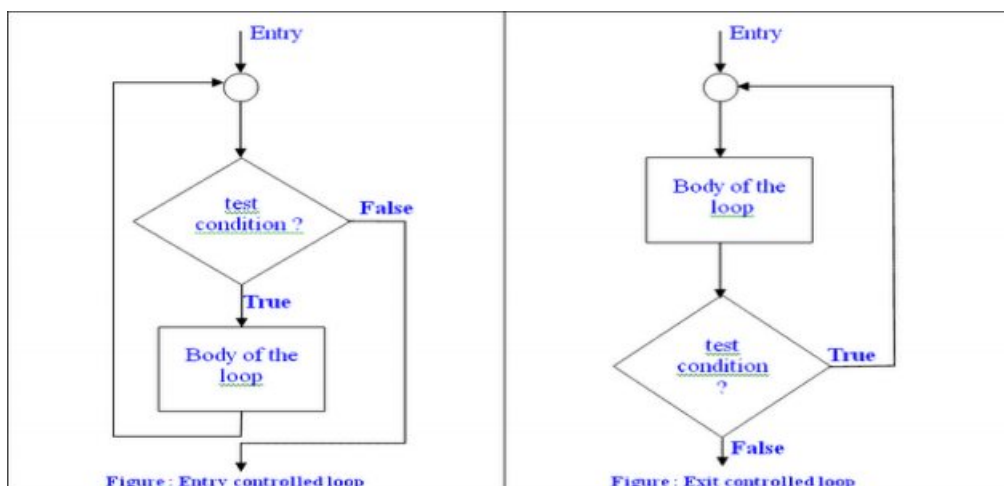 Entry
test
condition ?
False
True
Body of the
loop
Figure : Entry controlled loop
Entry
Body of the
loop
test
condition
?
True
False
Figure : Exit controlled loop